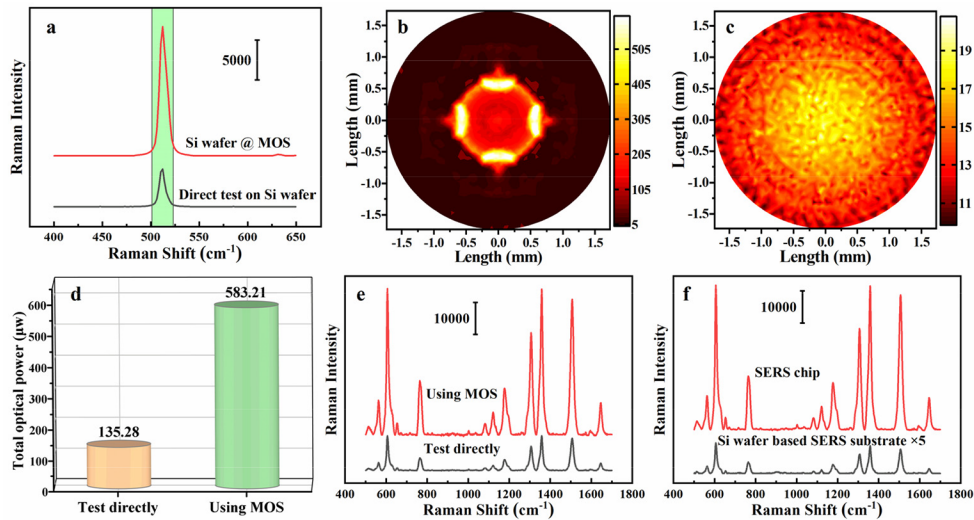 a
5000
Si wafer @ MOS
Direct test on Si wafer
Raman Intensity
400 450 500 550 600 650
Raman Shift (cm-1)
b
Length (mm)
1.5
1.0
0.5
0.0
-0.5
-1.0
-1.5
-1.5 -1.0 -0.5 0.0 0.5 1.0 1.5
Length (mm)
505
405
305
205
105
5
c
Length (mm)
1.5
1.0
0.5
0.0
-0.5
-1.0
-1.5
-1.5 -1.0 -0.5 0.0 0.5 1.0 1.5
Length (mm)
19
17
15
13
11
d
Total optical power (μw)
600
500
400
300
200
100
0
135.28
583.21
Test directly Using MOS
e
10000
Using MOS
Test directly
Raman Intensity
400 600 800 1000 1200 1400 1600 1800
Raman Shift (cm-1)
f
10000
SERS chip
Si wafer based SERS substrate ×5
Raman Intensity
400 600 800 1000 1200 1400 1600 1800
Raman Shift (cm-1)